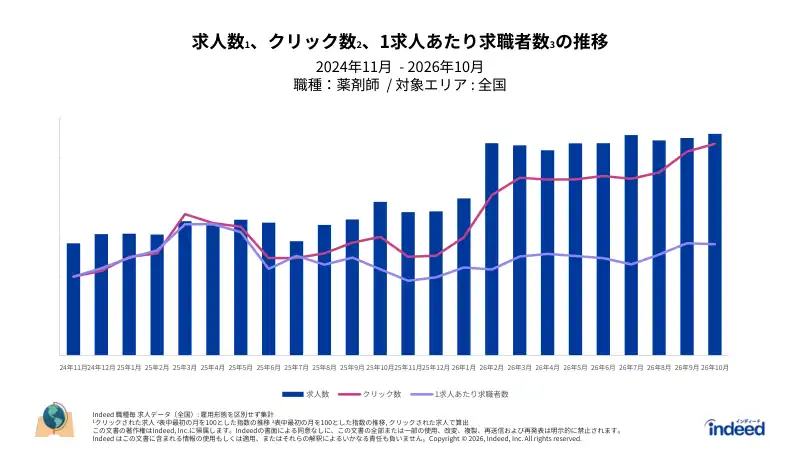 求人数1、クリック数2、1求人あたり求職者数3の推移
2024年11月 - 2026年10月
職種：薬剤師 / 対象エリア : 全国
24年11月 24年12月 25年1月 25年2月 25年3月 25年4月 25年5月 25年6月 25年7月 25年8月 25年9月 25年10月 25年11月 25年12月 26年1月 26年2月 26年3月 26年4月 26年5月 26年6月 26年7月 26年8月 26年9月 26年10月
求人数 クリック数 1求人あたり求職者数
Indeed 職種毎 求人データ（全国）: 雇用形態を区別せず集計
¹クリックされた求人 ²表中最初の月を100とした指数の推移 ³表中最初の月を100とした指数の推移, クリックされた求人で算出
この文書の著作権はIndeed, Inc.に帰属します。Indeedの書面による同意なしに、この文書の全部または一部の使用、改変、複製、再送信および再発表は明示的に禁止されます。
Indeed はこの文書に含まれる情報の使用もしくは適用、またはそれらの解釈によるいかなる責任も負いません。Copyright © 2026, Indeed, Inc. All rights reserved.
インディード
indeed